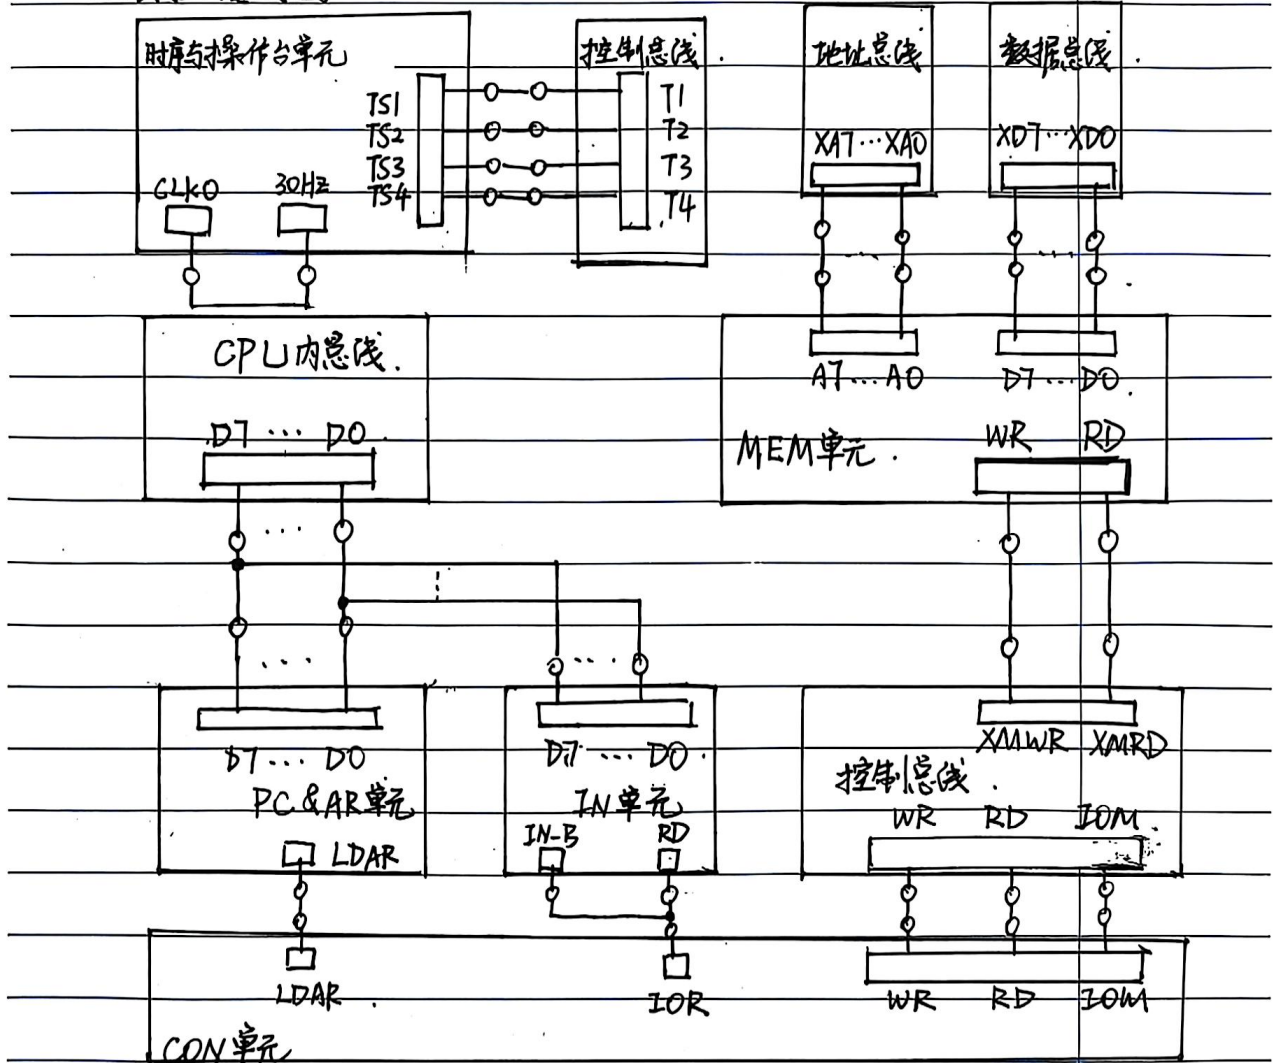 时序与操作台单元
控制总线.
地址总线
数据总线.
TS1
TS2
TS3
TS4
T1
T2
T3
T4
CLKO
30HZ
XA7…XA0
XD7…XD0
CPU内总线.
D7 … D0
A7…A0
D7…D0.
MEM单元.
WR RD
D7… D0
PC&AR单元
LDAR
D7…D0.
IN单元
IN-B RD
XMWR XMRD
控制总线.
WR RD IOM.
LDAR.
IOR
WR RD IOM
CON单元